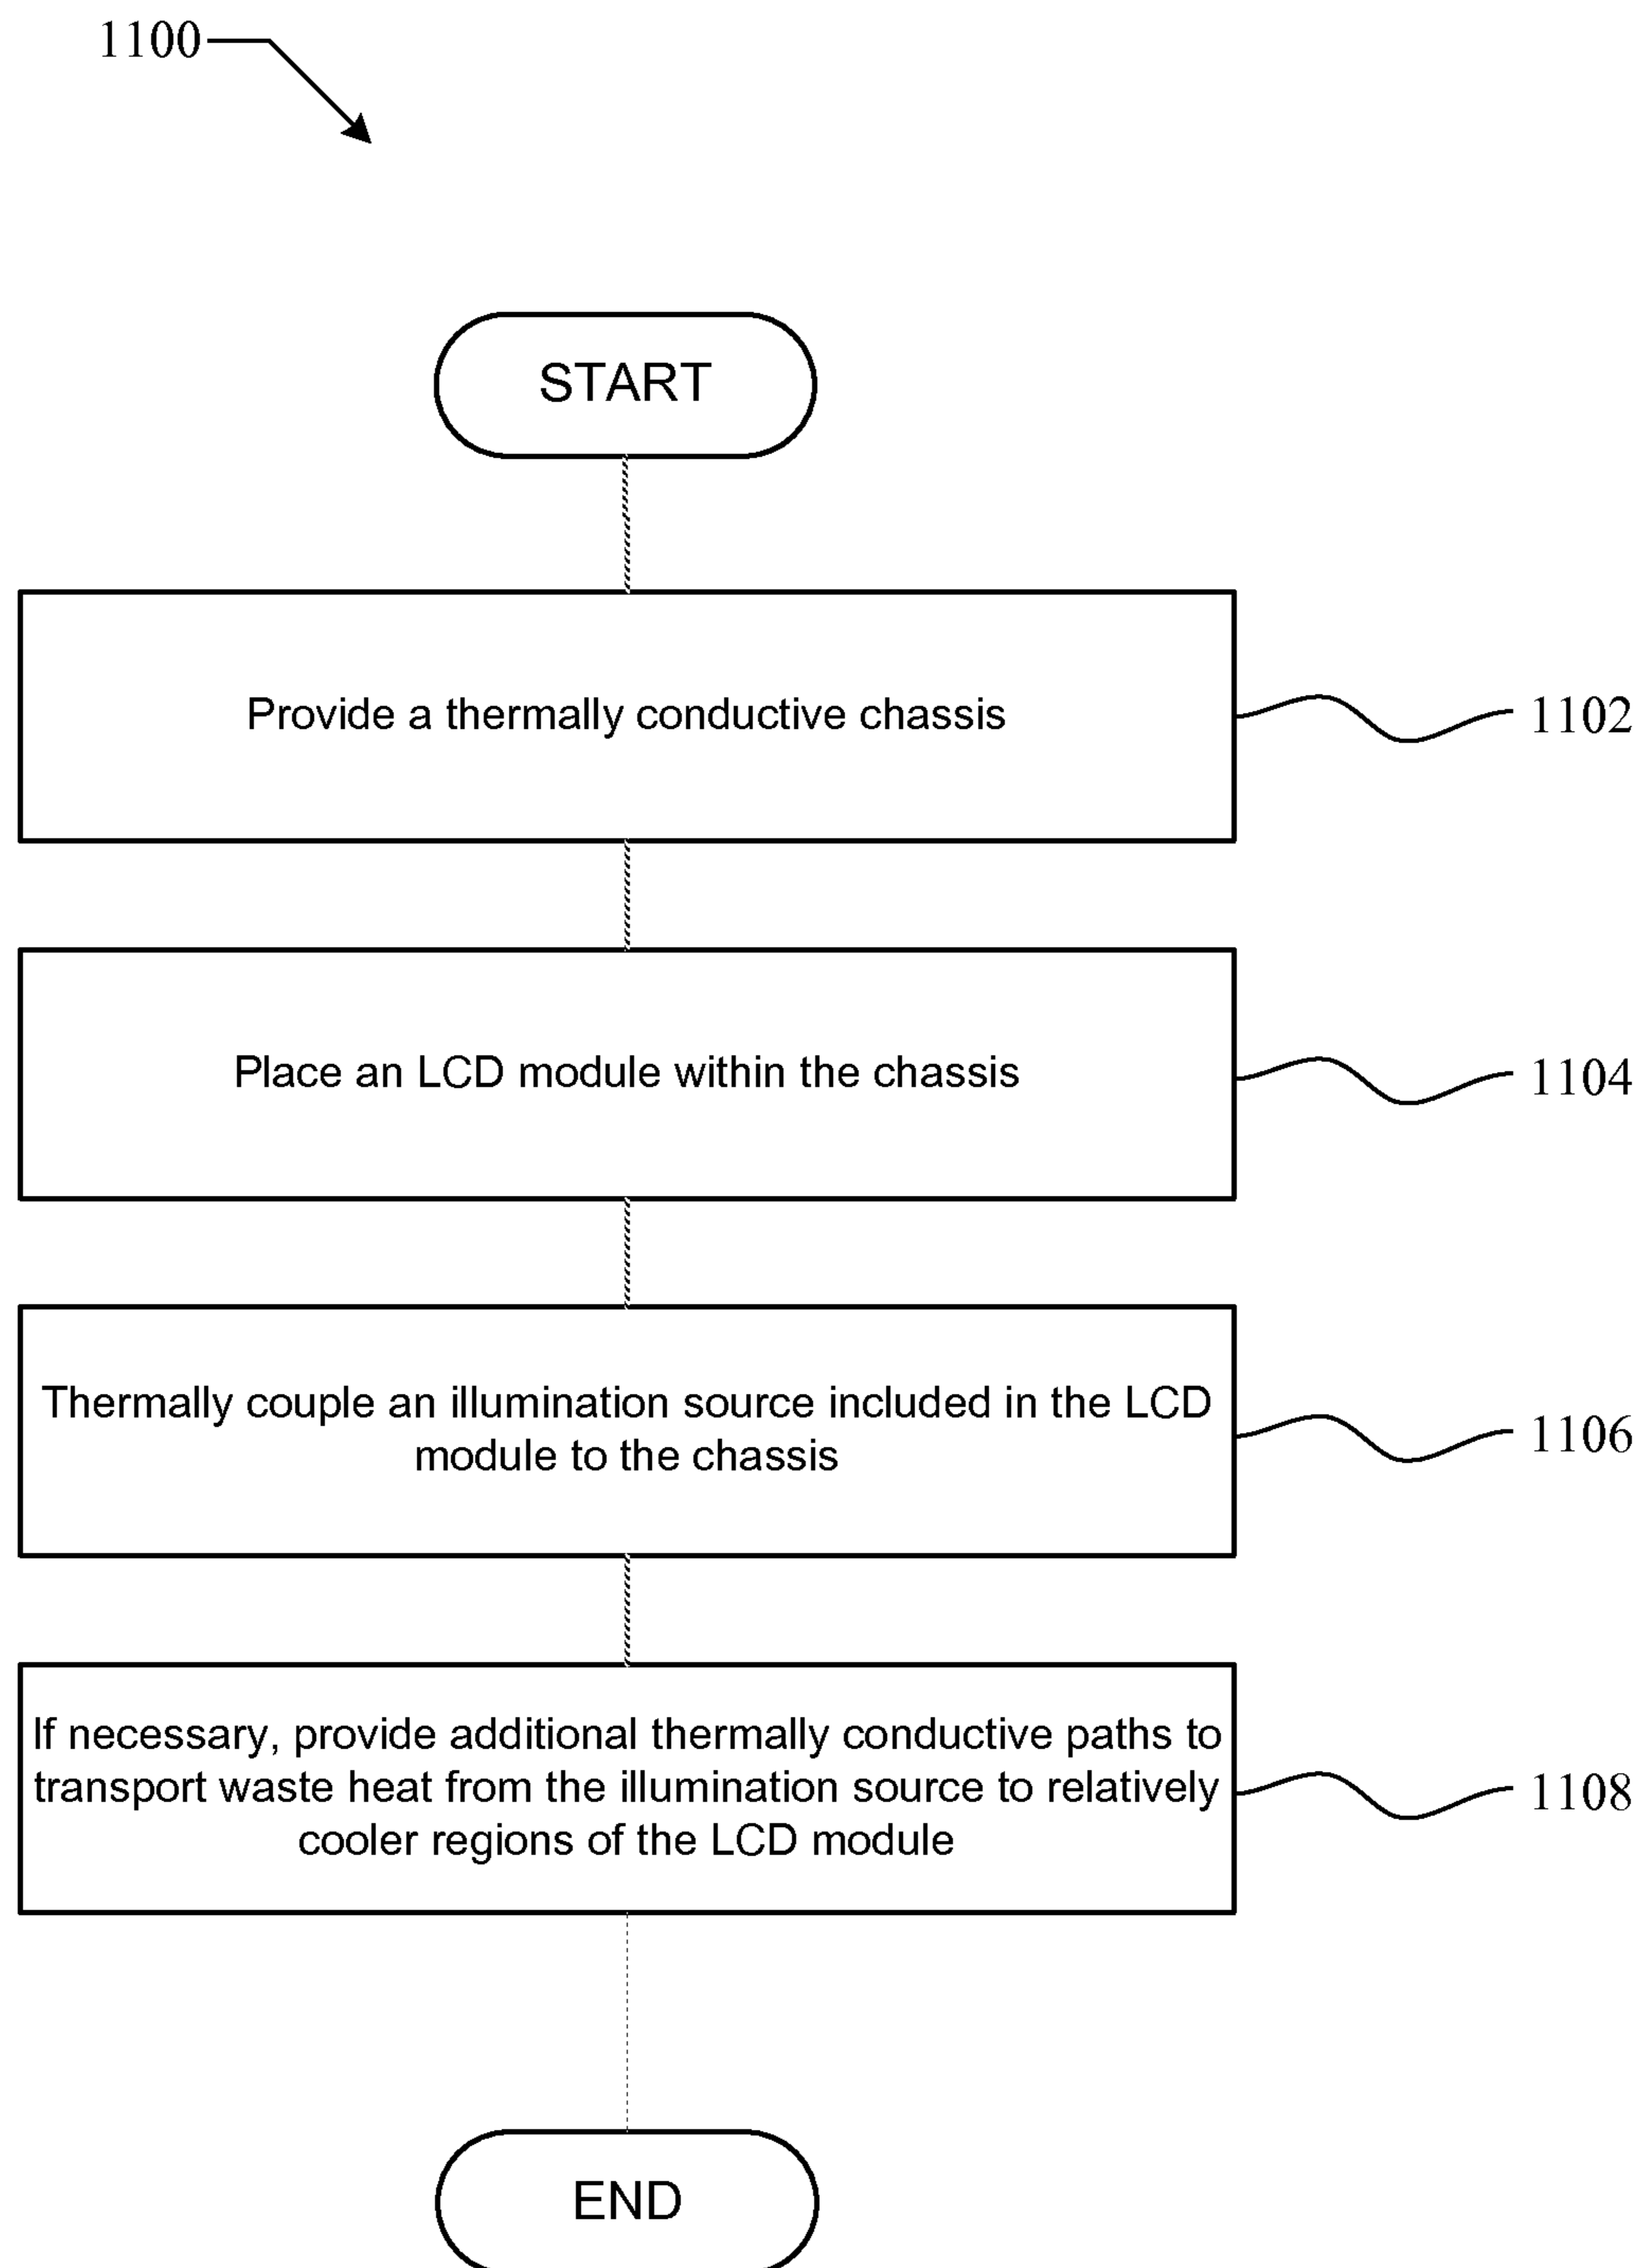 1100
START
Provide a thermally conductive chassis
1102
Place an LCD module within the chassis
1104
Thermally couple an illumination source included in the LCD
module to the chassis
1106
If necessary, provide additional thermally conductive paths to
transport waste heat from the illumination source to relatively
cooler regions of the LCD module
1108
END